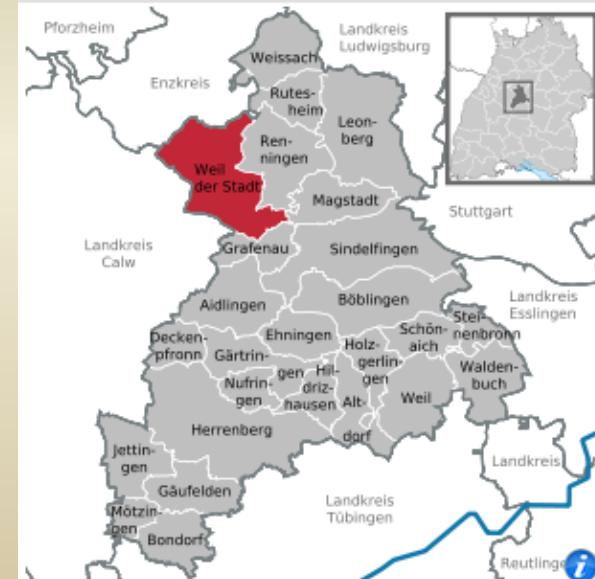 Pforzheim
Landkreis
Ludwigsburg
Weissach
Enzkreis
Rutes-
heim
Leon-
berg
Ren-
ningen
Weil
der Stadt
Magstadt
Stuttgart
Landkreis
Calw
Grafenau
Sindelfingen
Aidlingen
Böblingen
Landkreis
Esslingen
Stei-
nenbronn
Schön-
aich
Ehningen
Holz-
gerlin-
gen
Decken-
pfronn
Gärtrin-
gen
Hil-
driz-
hausen
Walden-
buch
Nufrin-
gen
Alt-
dorf
Weil
Herrenberg
Jettin-
gen
Landkreis
Gäufelden
Landkreis
Tübingen
Mötzin-
gen
Bondorf
Reutlinge
i